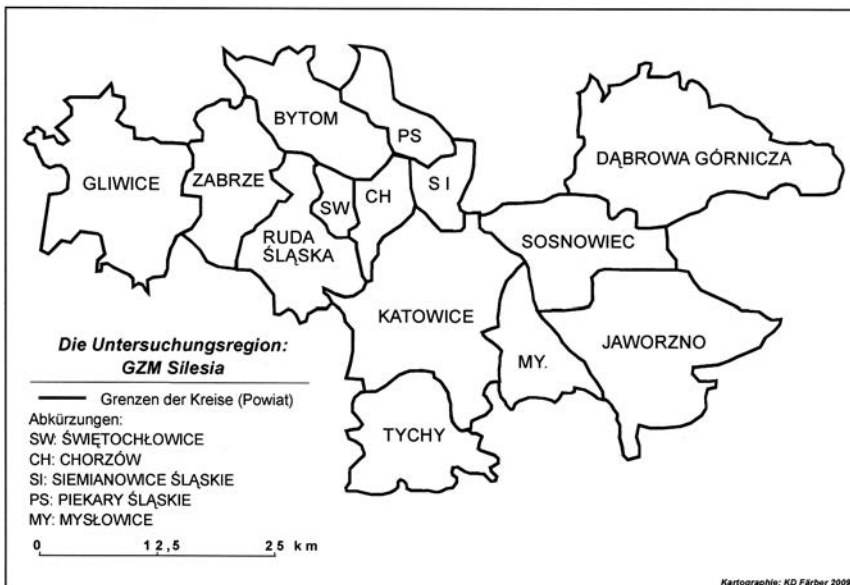 BYTOM
PS
DĄBROWA GÓRNICZA
GLIWICE
ZABRZE
SW
CH
S I
RUDA
ŚLĄSKA
SOSNOWIEC
KATOWICE
MY.
JAWORZNO
TYCHY
Die Untersuchungsregion:
GZM Silesia
Grenzen der Kreise (Powiat)
Abkürzungen:
SW: ŚWIĘTOCHŁOWICE
CH: CHORZÓW
SI: SIEMIANOWICE ŚLĄSKIE
PS: PIEKARY ŚLĄSKIE
MY: MYSŁOWICE
0 12,5 25 km
Kartographie: KD Färber 2009